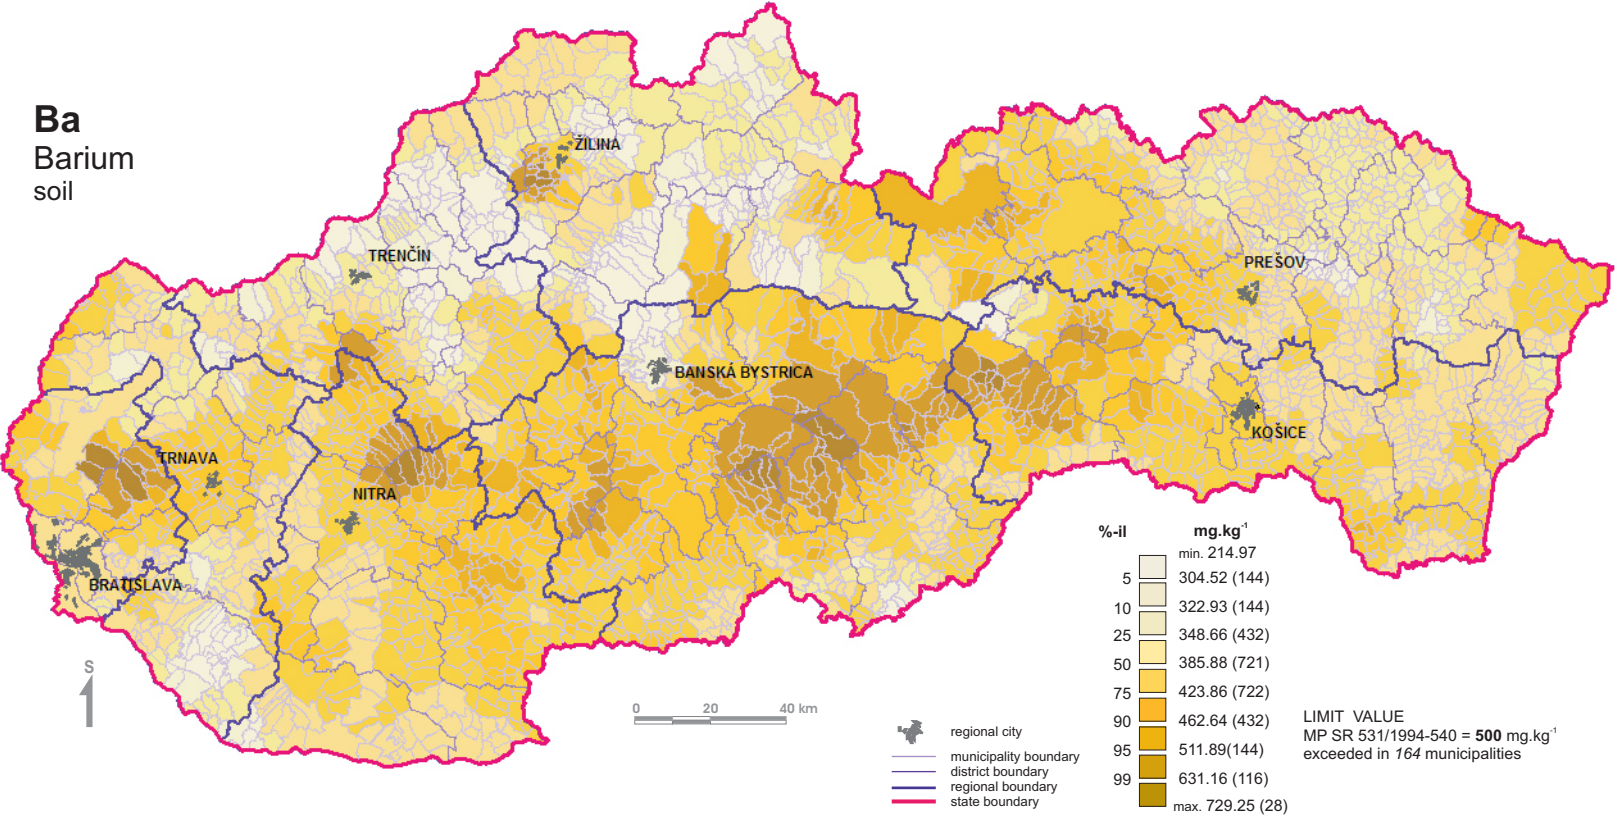 Ba
Barium
soil
ŽILINA
TRENČÍN
PREŠOV
BANSKÁ BYSTRICA
KOŠICE
TRNAVA
NITRA
BRATISLAVA
S
0 20 40 km
regional city
municipality boundary
district boundary
regional boundary
state boundary
%-il mg.kg⁻¹
min. 214.97
5 304.52 (144)
10 322.93 (144)
25 348.66 (432)
50 385.88 (721)
75 423.86 (722)
90 462.64 (432)
95 511.89(144)
99 631.16 (116)
max. 729.25 (28)
LIMIT VALUE
MP SR 531/1994-540 = 500 mg.kg⁻¹
exceeded in 164 municipalities